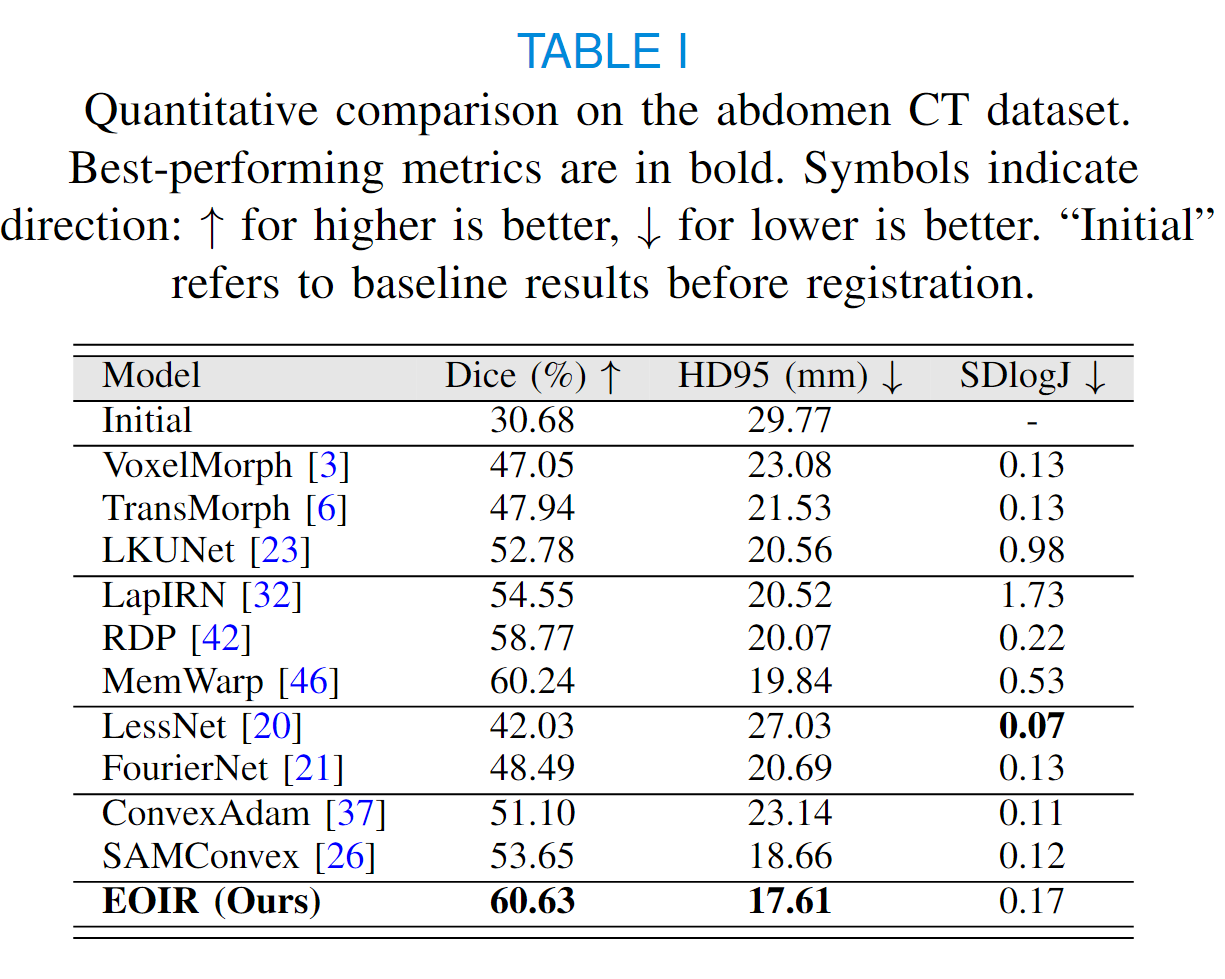 TABLE I
Quantitative comparison on the abdomen CT dataset.
Best-performing metrics are in bold. Symbols indicate
direction: ↑ for higher is better, ↓ for lower is better. “Initial”
refers to baseline results before registration.
Model Dice (%) ↑ HD95 (mm) ↓ SDlogJ ↓
Initial 30.68 29.77 -
VoxelMorph [3] 47.05 23.08 0.13
TransMorph [6] 47.94 21.53 0.13
LKUNet [23] 52.78 20.56 0.98
LapIRN [32] 54.55 20.52 1.73
RDP [42] 58.77 20.07 0.22
MemWarp [46] 60.24 19.84 0.53
LessNet [20] 42.03 27.03 0.07
FourierNet [21] 48.49 20.69 0.13
ConvexAdam [37] 51.10 23.14 0.11
SAMConvex [26] 53.65 18.66 0.12
EOIR (Ours) 60.63 17.61 0.17